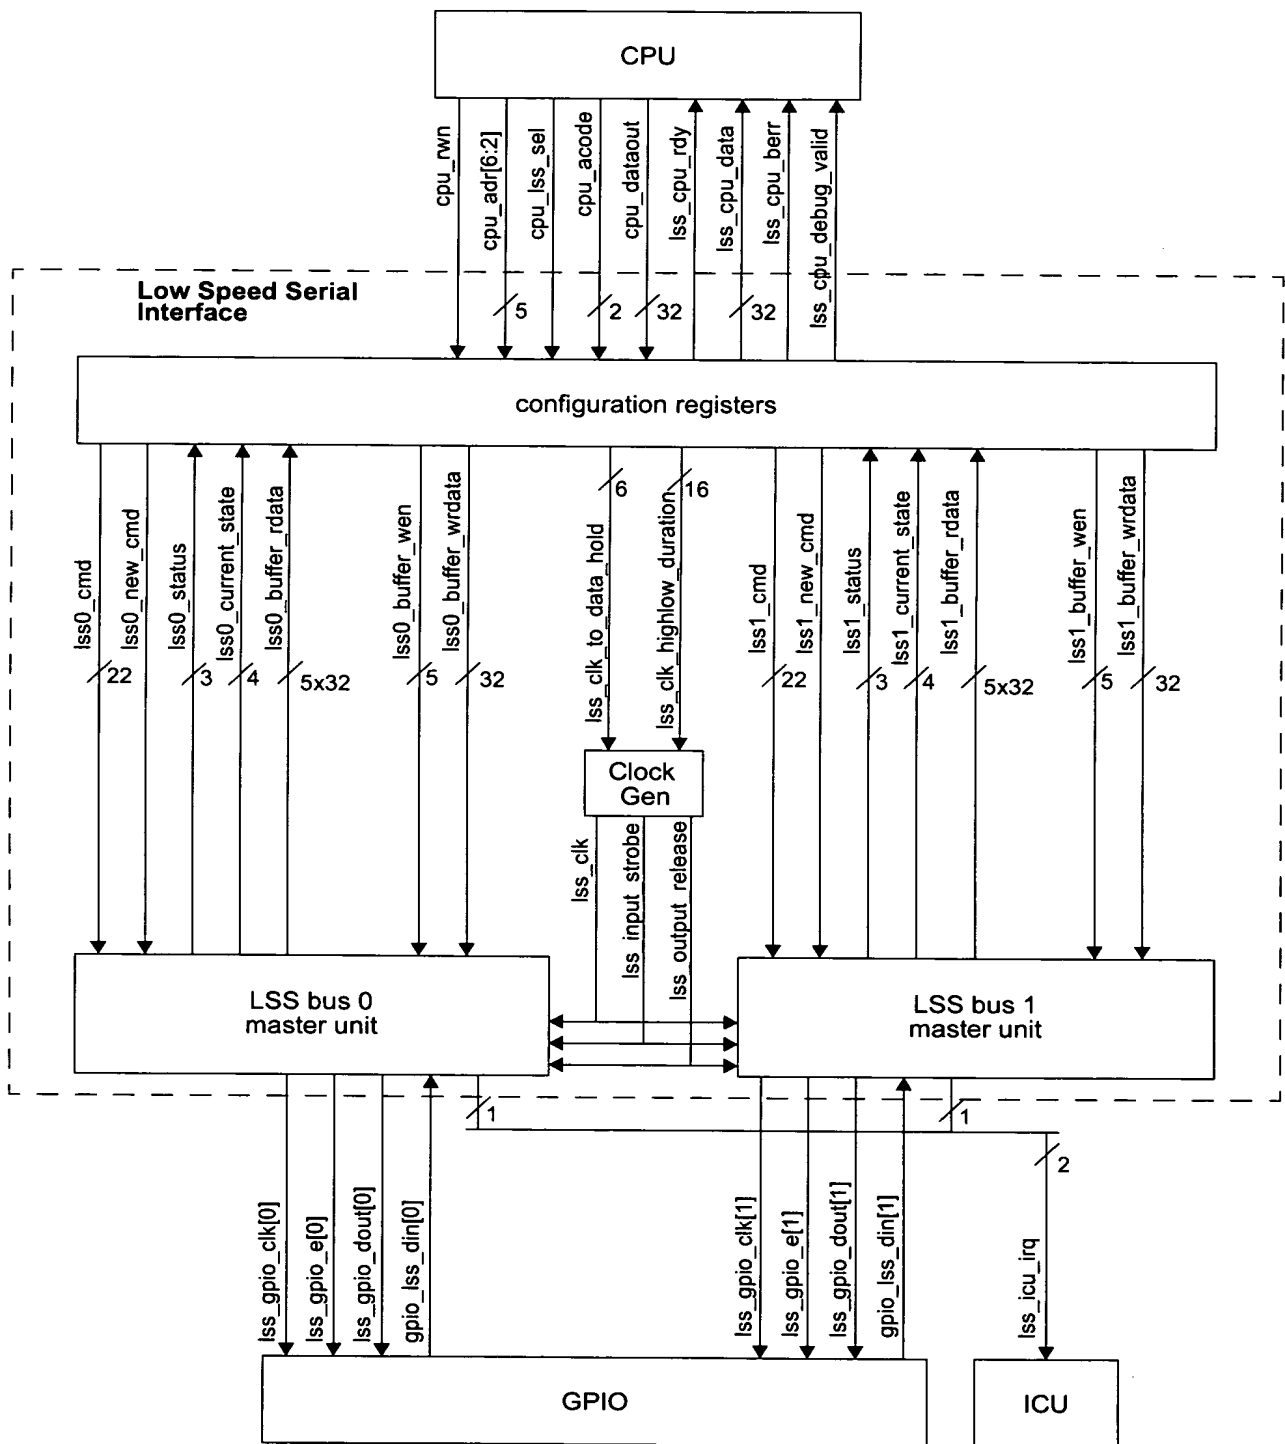 CPU
cpu_rwn
cpu_adr[6:2]
cpu_lss_sel
cpu_acode
cpu_dataout
lss_cpu_rdy
lss_cpu_data
lss_cpu_berr
lss_cpu_debug_valid
Low Speed Serial
Interface
5
2
32
32
configuration registers
lss0_cmd
lss0_new_cmd
lss0_status
lss0_current_state
lss0_buffer_rdata
lss0_buffer_wen
lss0_buffer_wrdata
lss_clk_to_data_hold
lss_clk_highlow_duration
lss1_cmd
lss1_new_cmd
lss1_status
lss1_current_state
lss1_buffer_rdata
lss1_buffer_wen
lss1_buffer_wrdata
6
16
22
3
4
5x32
5
32
22
3
4
5x32
5
32
Clock
Gen
lss_clk
lss_input_strobe
lss_output_release
LSS bus 0
master unit
LSS bus 1
master unit
1
1
2
lss_gpio_clk[0]
lss_gpio_e[0]
lss_gpio_dout[0]
gpio_lss_din[0]
lss_gpio_clk[1]
lss_gpio_e[1]
lss_gpio_dout[1]
gpio_lss_din[1]
lss_icu_irq
GPIO
ICU